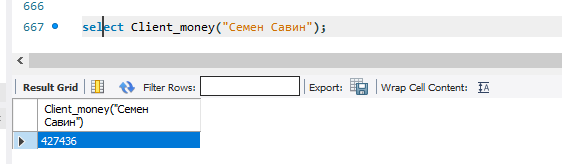 666
667 select Client_money("Семен Савин");
Result Grid Filter Rows: Export: Wrap Cell Content:
Client_money("Семен
Савин")
427436